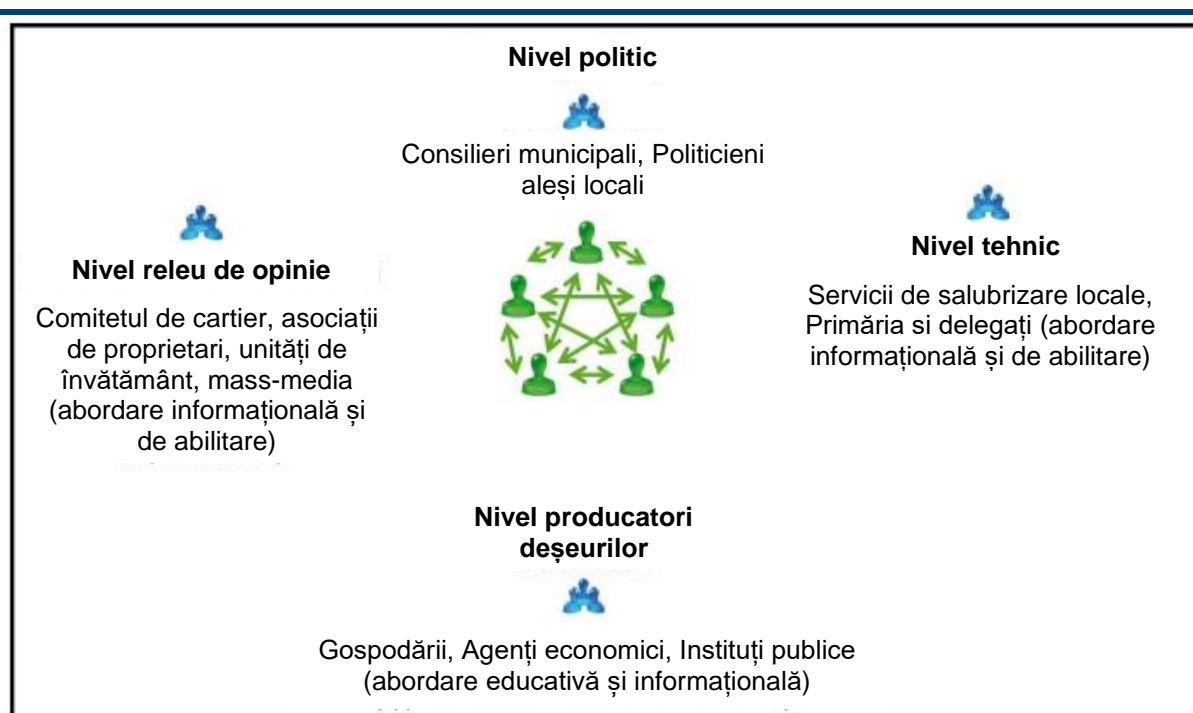 Nivel politic
Consilieri municipali, Politicieni
aleși locali
Nivel releu de opinie
Comitetul de cartier, asociații
de proprietari, unități de
învătământ, mass-media
(abordare informațională și
de abilitare)
Nivel tehnic
Servicii de salubrizare locale,
Primăria si delegați (abordare
informațională și de abilitare)
Nivel producatori
deșeurilor
Gospodării, Agenți economici, Instituți publice
(abordare educativă și informațională)